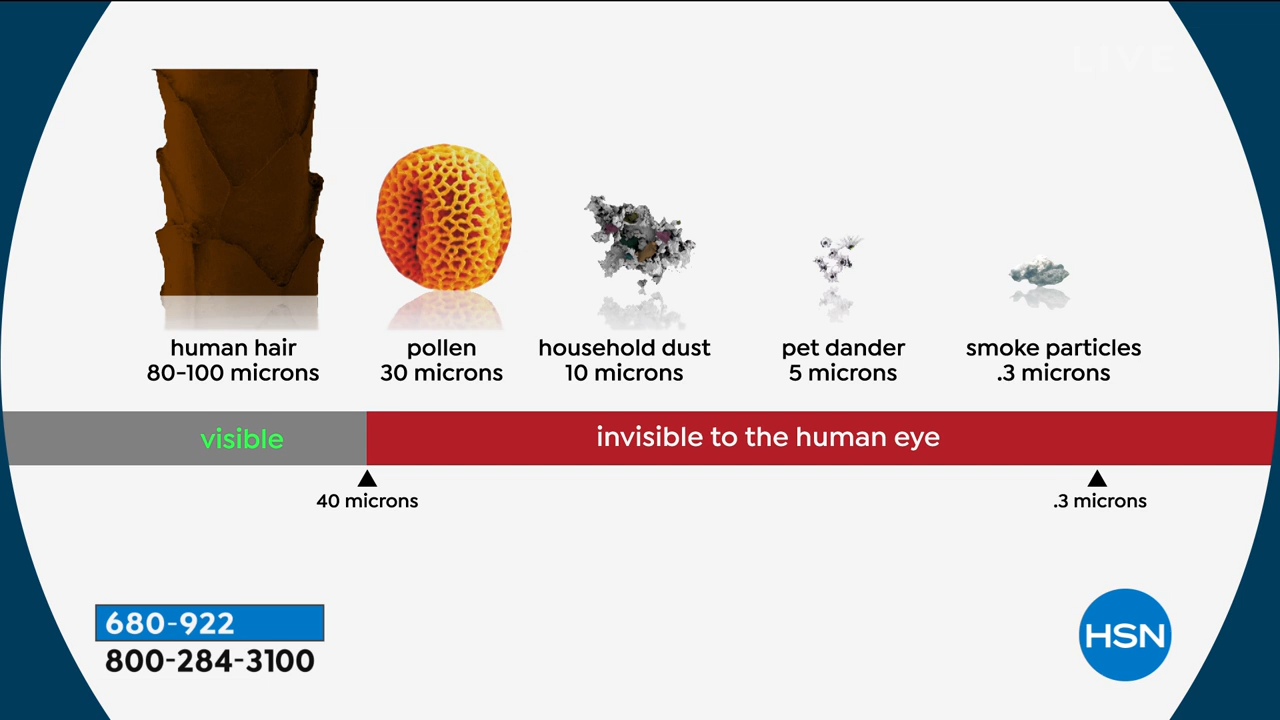 LIVE
human hair
80-100 microns
pollen
30 microns
household dust
10 microns
pet dander
5 microns
smoke particles
.3 microns
visible
invisible to the human eye
40 microns
.3 microns
680-922
800-284-3100
HSN